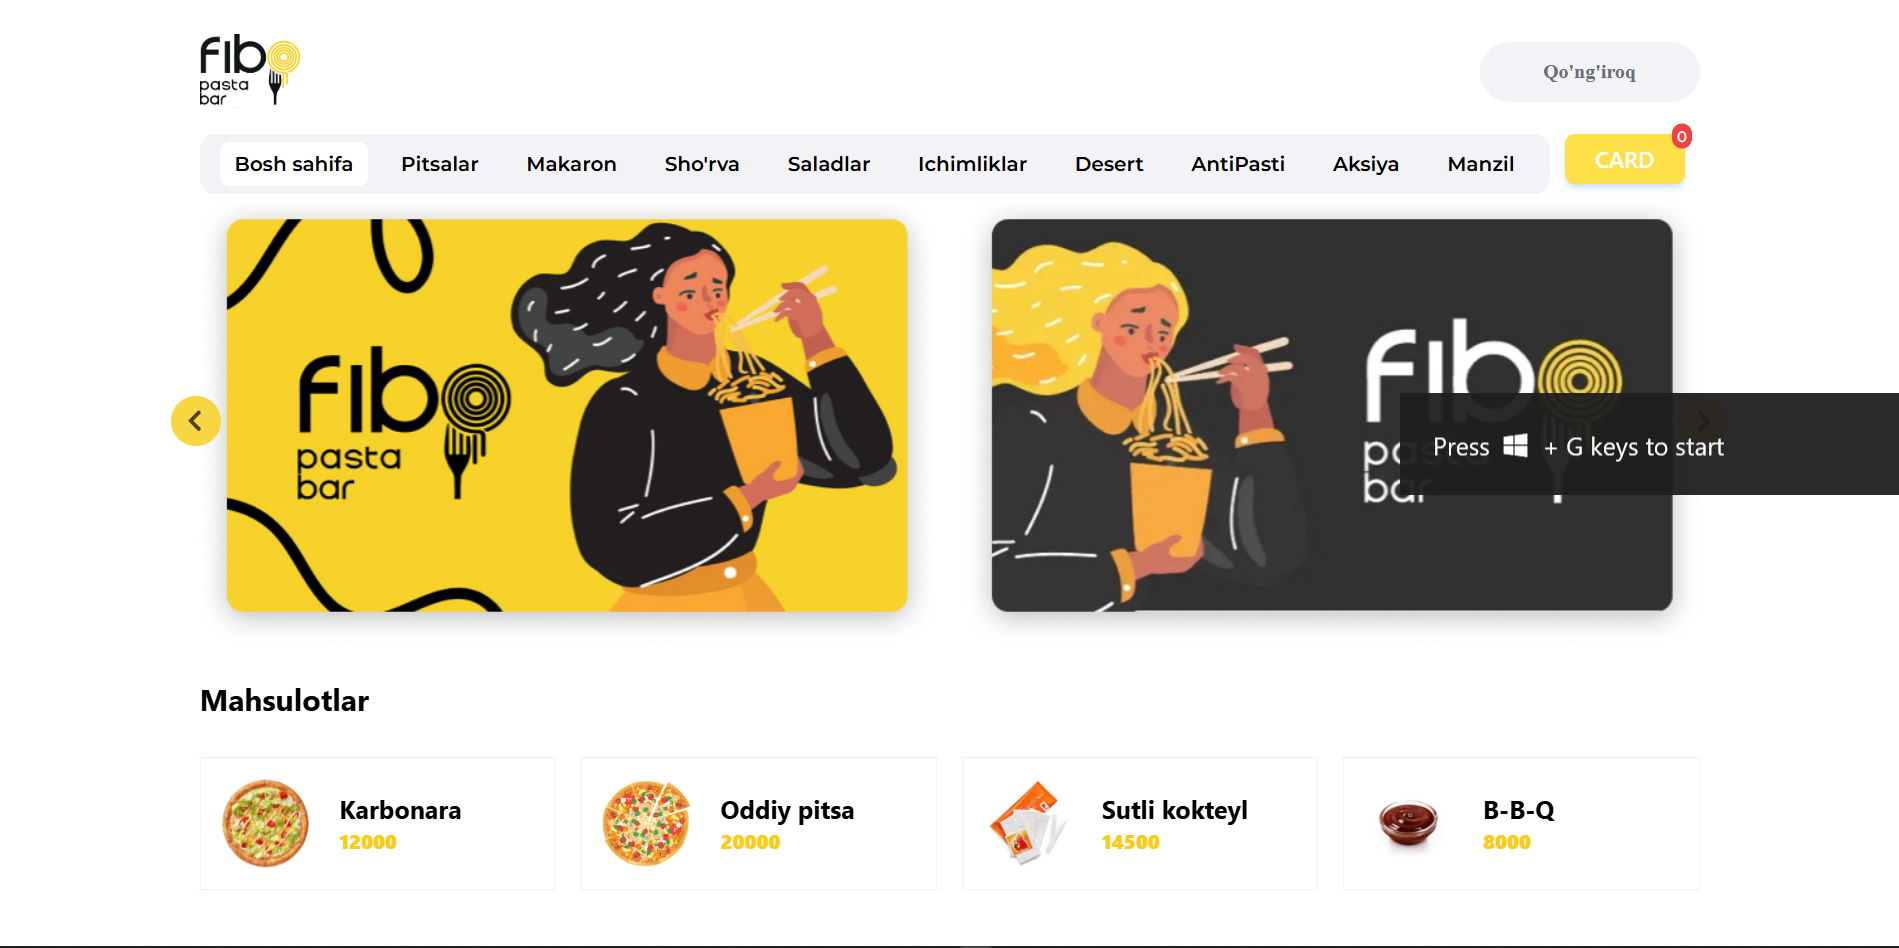 fibo
pasta
bar
Qo'ng'iroq
Bosh sahifa Pitsalar Makaron Sho'rva Saladlar Ichimliklar Desert AntiPasti Aksiya Manzil CARD 0
fibo
pasta
bar
fibo
Press + G keys to start
Mahsulotlar
Karbonara
12000
Oddiy pitsa
20000
Sutli kokteyl
14500
B-B-Q
8000